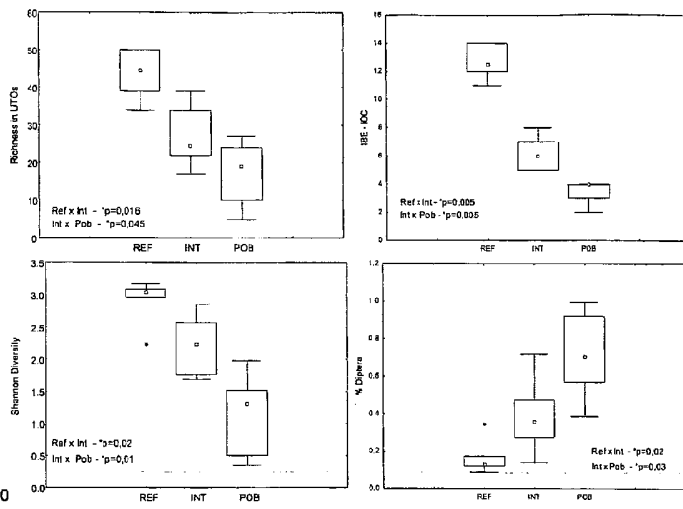 Richness in UTOs
60
50
40
30
20
10
0
Ref x Int - *p=0,016
Int x Pob - *p=0,045
REF INT POB
IBE - IOC
16
14
12
10
8
6
4
2
0
Ref x Int - *p=0.005
Int x Pob - *p=0,005
REF INT POB
Shannon Diversity
3.5
3.0
2.5
2.0
1.5
1.0
0.5
0.0
Ref x Int - *p=0,02
Int x Pob - *p=0,01
REF INT POB
% Diptera
1.0
0.8
0.6
0.4
0.2
0.0
Ref x Int - *p=0,02
Int x Pob - *p=0,03
REF INT POB
0